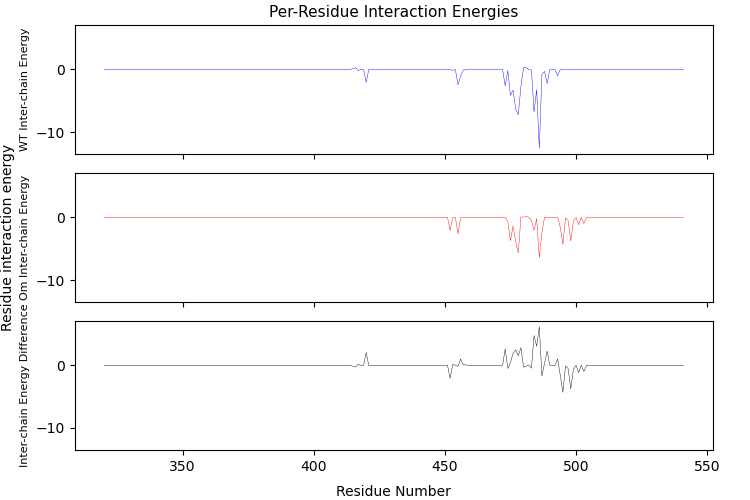 Per-Residue Interaction Energies
WT Inter-chain Energy
0
−10
Residue interaction energy
Om Inter-chain Energy
0
−10
Inter-chain Energy Difference
0
−10
350
400
450
500
550
Residue Number